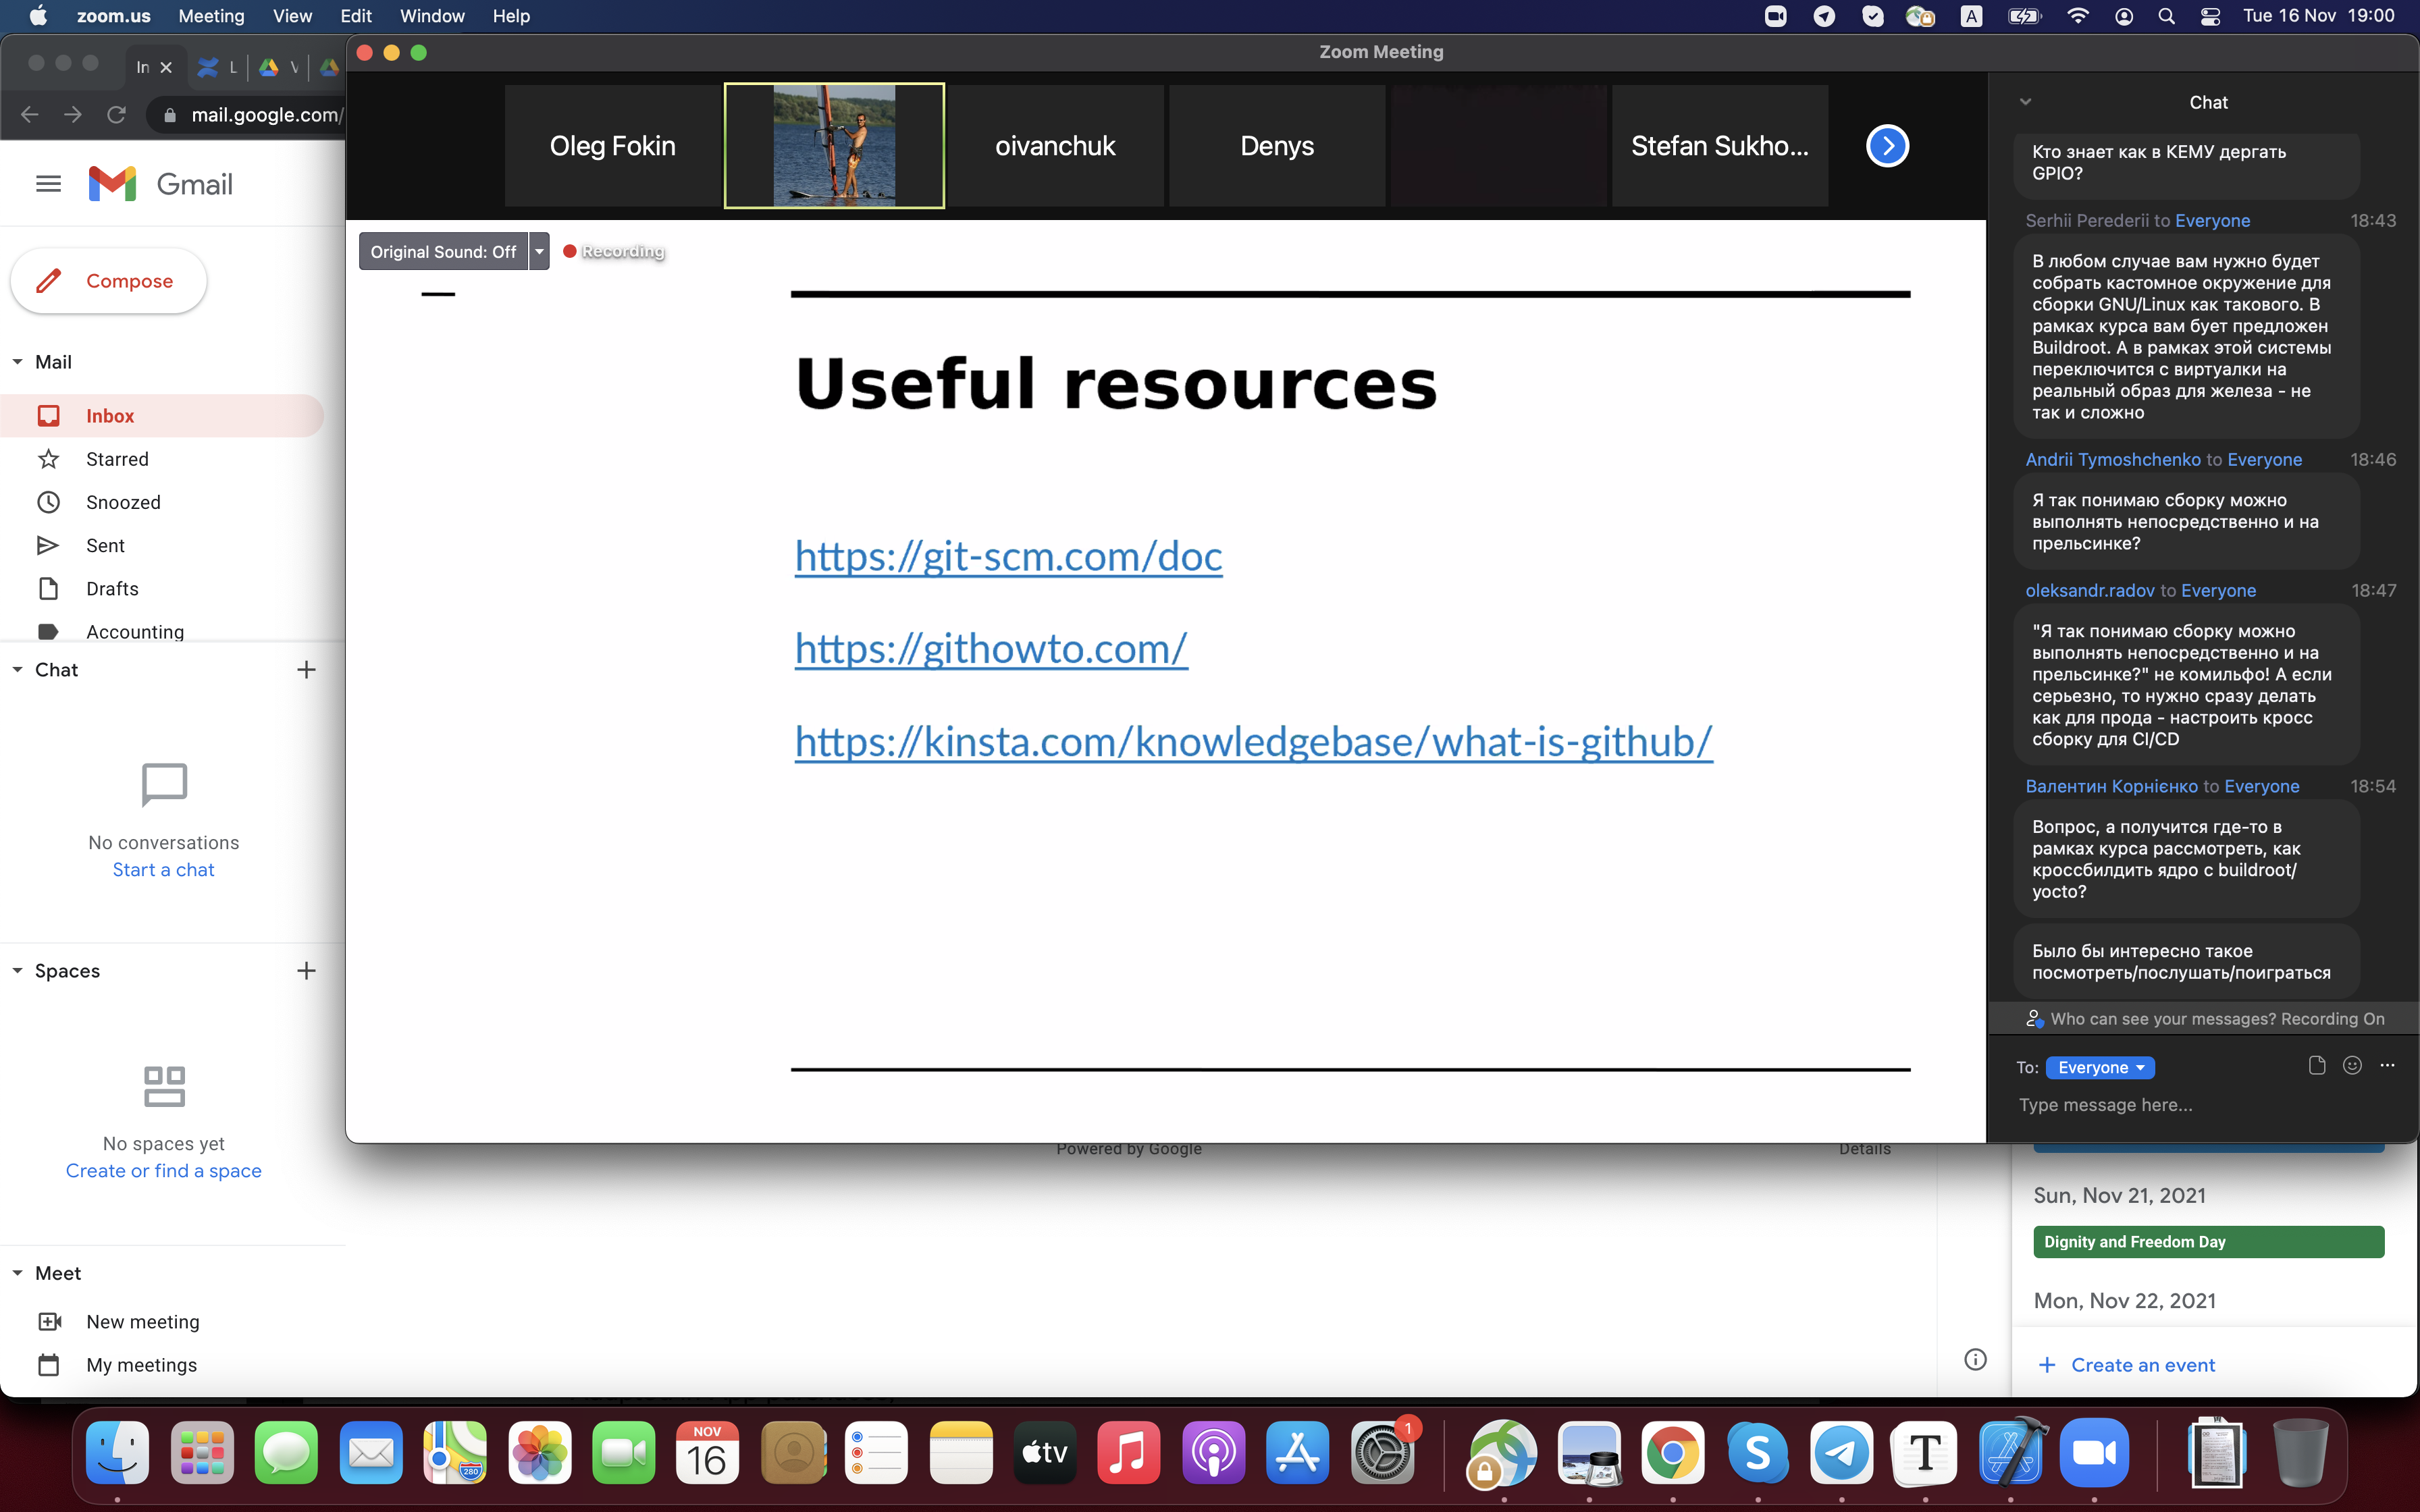 zoom.us Meeting View Edit Window Help
A
Tue 16 Nov 19:00
In
L
mail.google.com/
Zoom Meeting
Gmail
Compose
Mail
Inbox
Starred
Snoozed
Sent
Drafts
Accounting
Chat
No conversations
Start a chat
Spaces
No spaces yet
Create or find a space
Meet
New meeting
My meetings
Oleg Fokin
oivanchuk
Denys
Stefan Sukho...
Original Sound: Off
Recording
Useful resources
https://git-scm.com/doc
https://githowto.com/
https://kinsta.com/knowledgebase/what-is-github/
Chat
Кто знает как в КЕМУ дергать
GPIO?
Serhii Perederii to Everyone 18:43
В любом случае вам нужно будет
собрать кастомное окружение для
сборки GNU/Linux как такового. В
рамках курса вам бует предложен
Buildroot. А в рамках этой системы
переключится с виртуалки на
реальный образ для железа - не
так и сложно
Andrii Tymoshchenko to Everyone 18:46
Я так понимаю сборку можно
выполнять непосредственно и на
прельсинке?
oleksandr.radov to Everyone 18:47
"Я так понимаю сборку можно
выполнять непосредственно и на
прельсинке?" не комильфо! А если
серьезно, то нужно сразу делать
как для прода - настроить кросс
сборку для CI/CD
Валентин Корнієнко to Everyone 18:54
Вопрос, а получится где-то в
рамках курса рассмотреть, как
кроссбилдить ядро с buildroot/
yocto?
Было бы интересно такое
посмотреть/послушать/поиграться
Who can see your messages? Recording On
To: Everyone
Type message here...
Powered by Google
Details
Sun, Nov 21, 2021
Dignity and Freedom Day
Mon, Nov 22, 2021
Create an event
280
NOV
16
tv
1
S
T